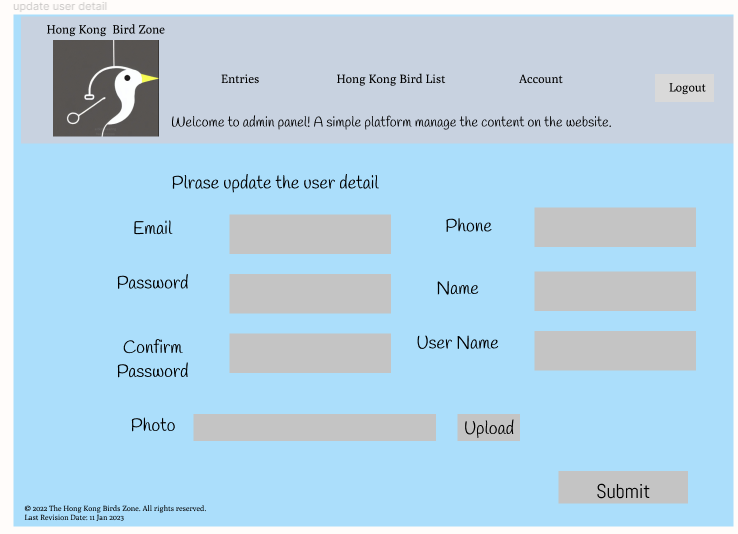 update user detail
Hong Kong Bird Zone
Entries
Hong Kong Bird List
Account
Logout
Welcome to admin panel! A simple platform manage the content on the website.
Plrase update the user detail
Email
Phone
Password
Name
Confirm
Password
User Name
Photo
Upload
Submit
© 2022 The Hong Kong Birds Zone. All rights reserved.
Last Revision Date: 11 Jan 2023